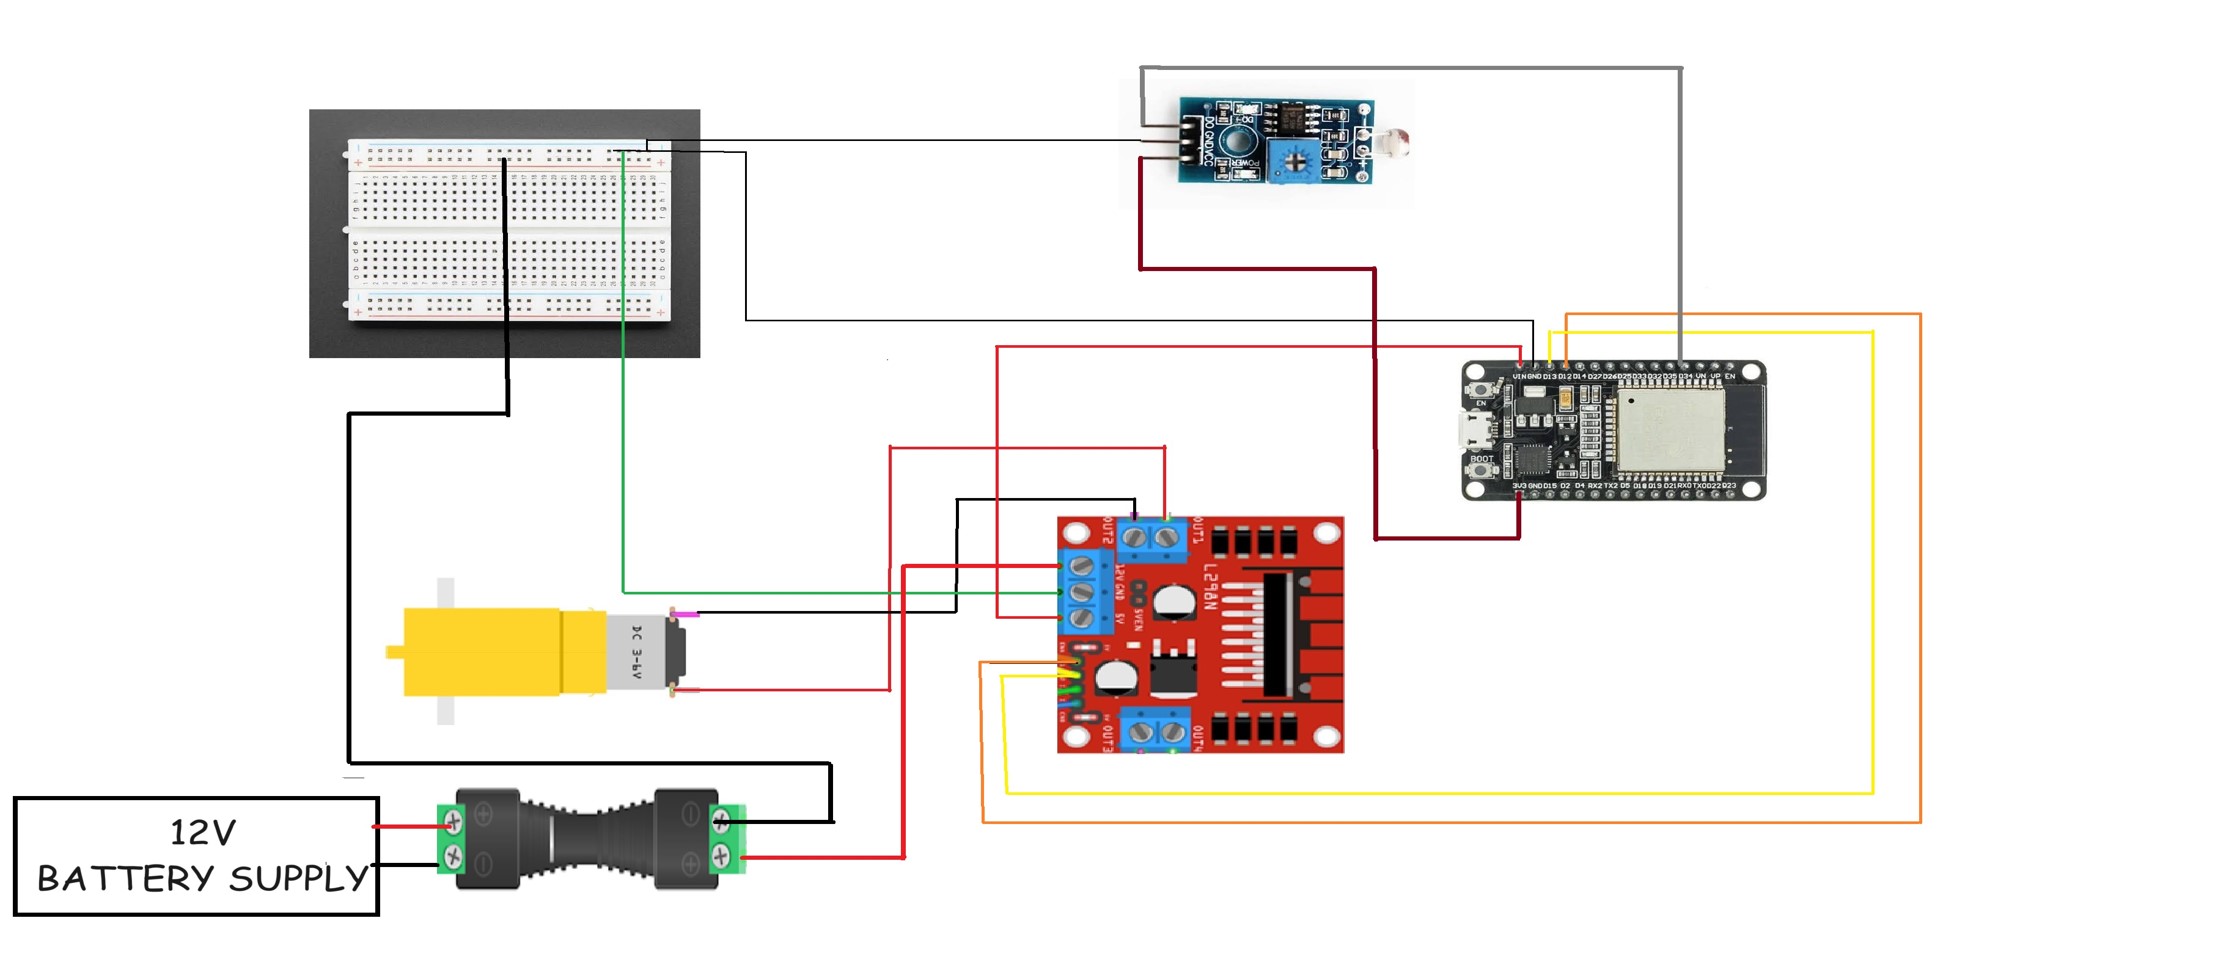 DO GNDVCC
POWER
VIN GND D13 D12 D14 D27 D26 D25 D33 D32 D35 D34 VN VP EN
EN
BOOT
3V3 GND D15 D2 D4 RX2 TX2 D5 D18 D19 D21 RX0 TX0 D22 D23
OUT2
OUT1
12V GND
5V
5VEN
L298N
OUT3
OUT4
DC 3-6V
12V
BATTERY SUPPLY